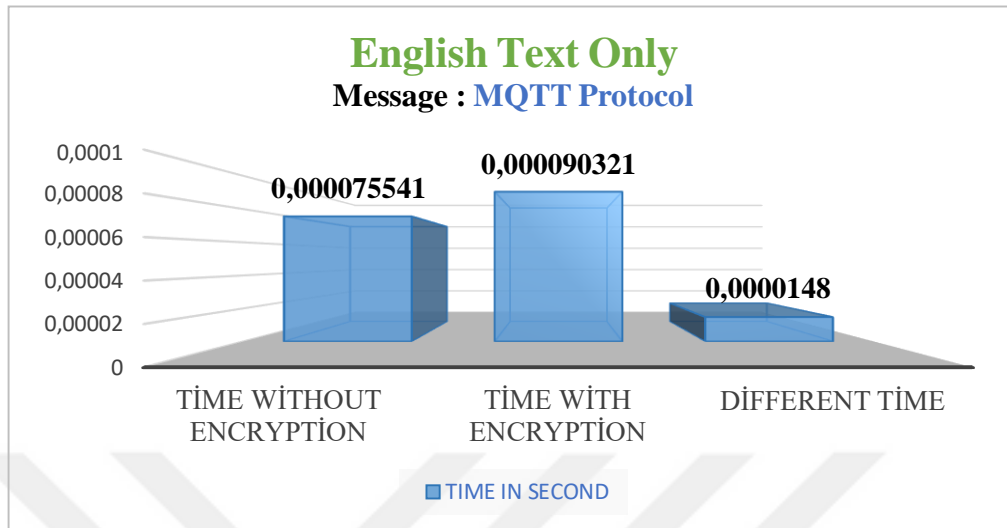 English Text Only
Message : MQTT Protocol
0,0001
0,00008
0,00006
0,00004
0,00002
0
0,000075541
0,000090321
0,0000148
TİME WİTHOUT
ENCRYPTİON
TİME WİTH
ENCRYPTİON
DİFFERENT TİME
TIME IN SECOND